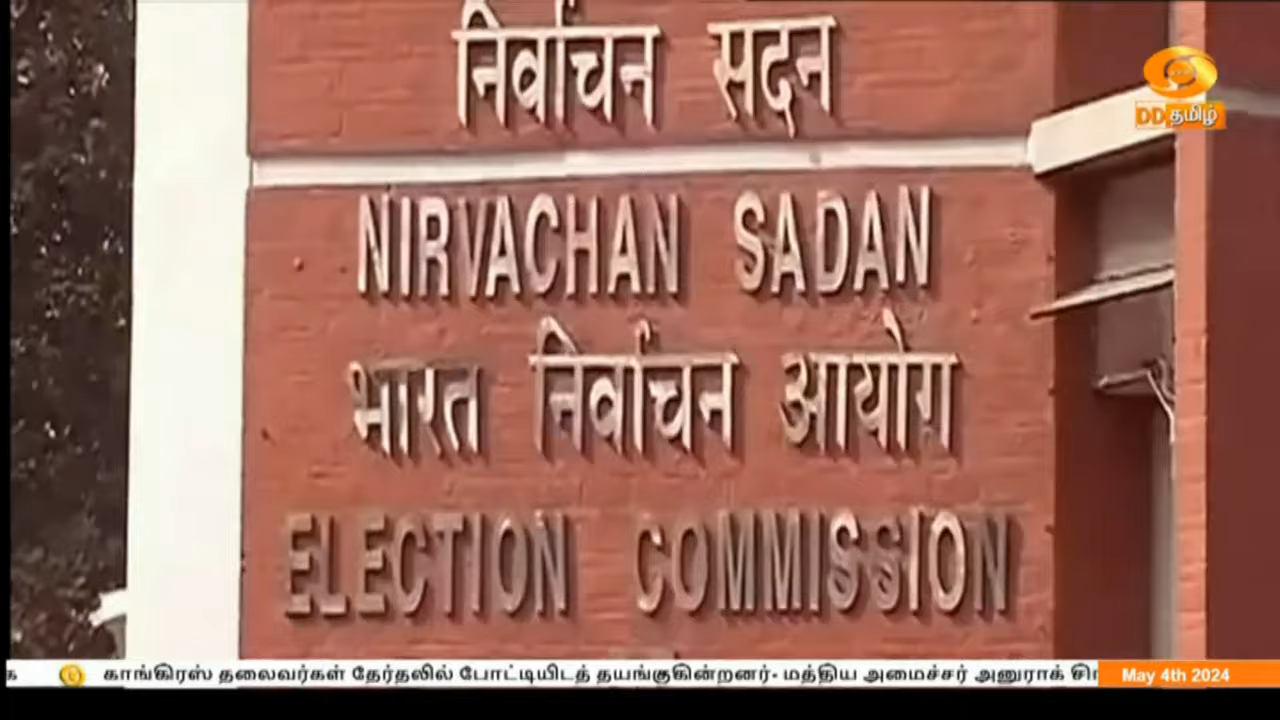 निर्वाचन सदन
DD தமிழ்
NIRVACHAN SADAN
भारत निर्वाचन आयोग
ELECTION COMMISSION
காங்கிரஸ் தலைவர்கள் தேர்தலில் போட்டியிடத் தயங்குகின்றனர்- மத்திய அமைச்சர் அனுராக்
May 4th 2024